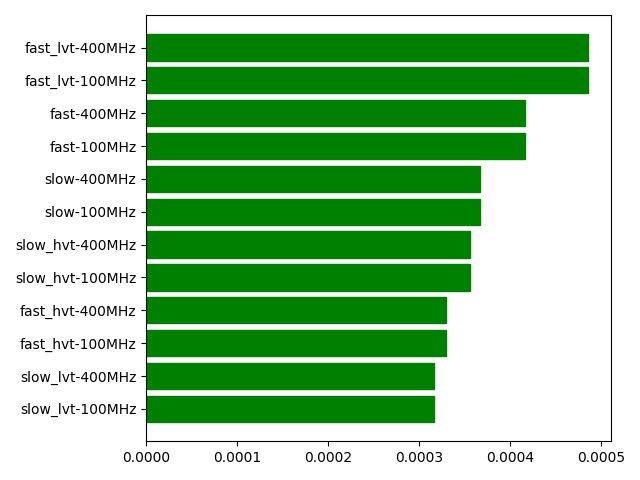 fast_lvt-400MHz
fast_lvt-100MHz
fast-400MHz
fast-100MHz
slow-400MHz
slow-100MHz
slow_hvt-400MHz
slow_hvt-100MHz
fast_hvt-400MHz
fast_hvt-100MHz
slow_lvt-400MHz
slow_lvt-100MHz
0.0000 0.0001 0.0002 0.0003 0.0004 0.0005